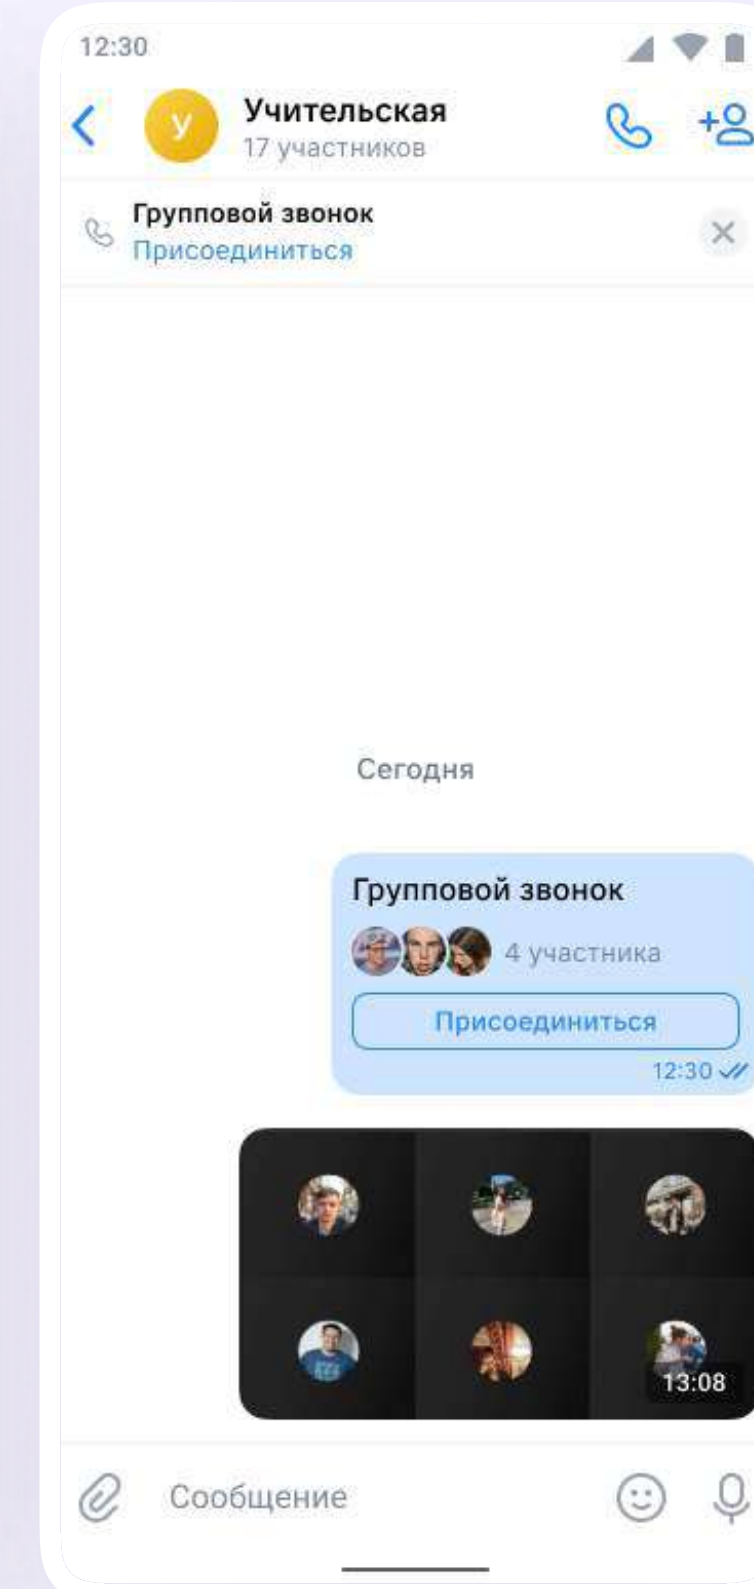 12:30
У
Учительская
17 участников
Групповой звонок
Присоединиться
Сегодня
Групповой звонок
4 участника
Присоединиться
12:30
13:08
Сообщение